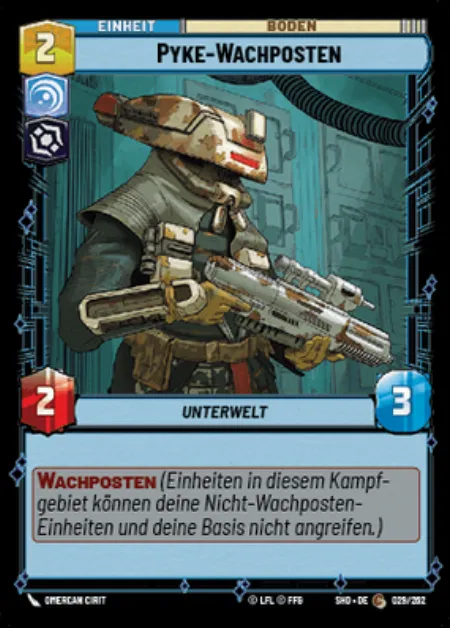 EINHEIT
BODEN
2
PYKE-WACHPOSTEN
2
3
UNTERWELT
WACHPOSTEN (Einheiten in diesem Kampf-
gebiet können deine Nicht-Wachposten-
Einheiten und deine Basis nicht angreifen.)
OMERCAN CIRIT
© LFL © FFG
SHD • DE
C
029/262